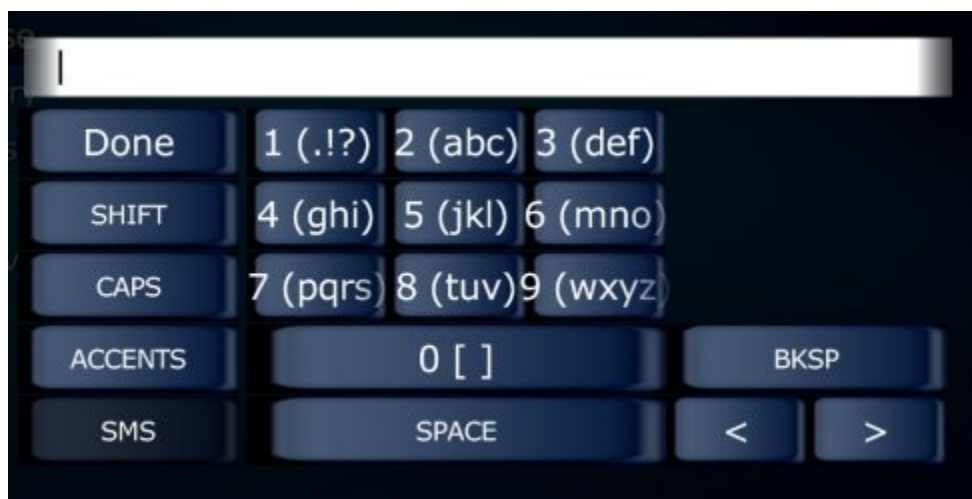 Done 1 (.!?) 2 (abc) 3 (def)
SHIFT 4 (ghi) 5 (jkl) 6 (mno)
CAPS 7 (pqrs) 8 (tuv) 9 (wxyz)
ACCENTS 0 [ ] BKSP
SMS SPACE < >